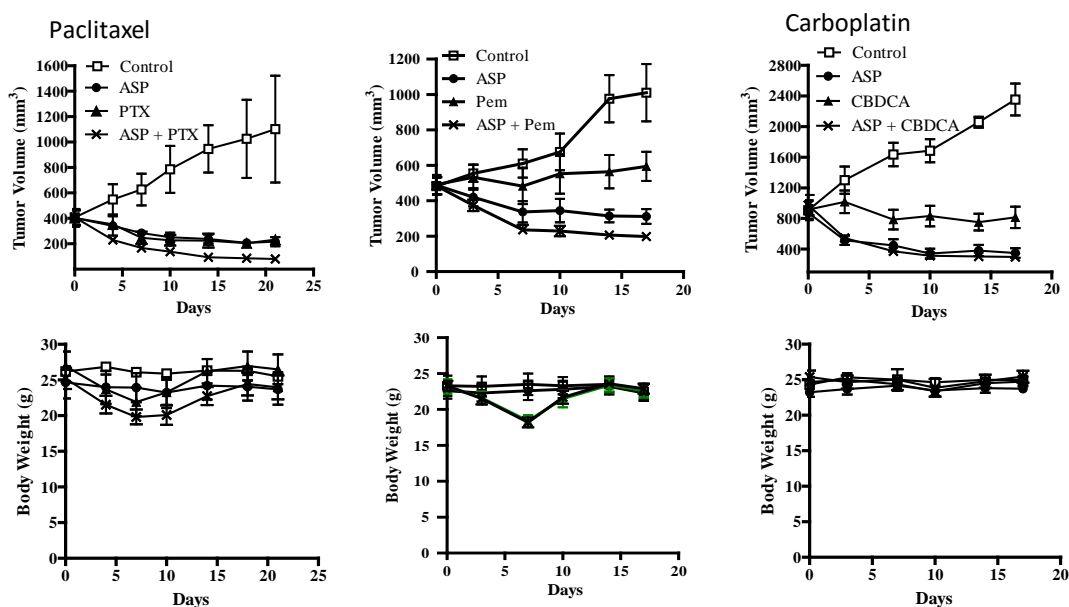 Paclitaxel
Control
ASP
PTX
ASP + PTX
1600
1400
1200
1000
800
600
400
200
Tumor Volume (mm³)
0 5 10 15 20 25
Days
Control
ASP
Pem
ASP + Pem
1200
1000
800
600
400
200
0
Tumor Volume (mm³)
0 5 10 15 20
Days
Carboplatin
Control
ASP
CBDCA
ASP + CBDCA
2800
2400
2000
1600
1200
800
400
Tumor Volume (mm³)
0 5 10 15 20
Days
30
25
20
15
10
5
0
Body Weight (g)
0 5 10 15 20 25
Days
30
25
20
15
10
5
0
Body Weight (g)
0 5 10 15 20
Days
30
25
20
15
10
5
0
Body Weight (g)
0 5 10 15 20
Days